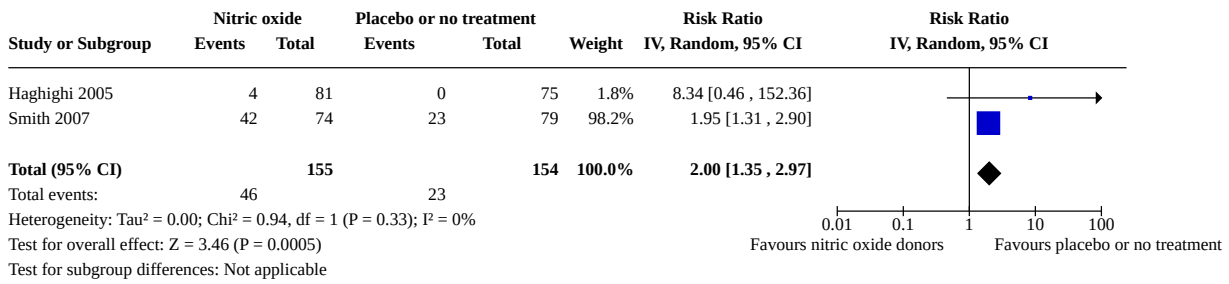 Nitric oxide Placebo or no treatment Risk Ratio Risk Ratio
Study or Subgroup Events Total Events Total Weight IV, Random, 95% CI IV, Random, 95% CI
Haghighi 2005 4 81 0 75 1.8% 8.34 [0.46 , 152.36]
Smith 2007 42 74 23 79 98.2% 1.95 [1.31 , 2.90]
Total (95% CI) 155 154 100.0% 2.00 [1.35 , 2.97]
Total events: 46 23
Heterogeneity: Tau² = 0.00; Chi² = 0.94, df = 1 (P = 0.33); I² = 0%
0.01 0.1 1 10 100
Test for overall effect: Z = 3.46 (P = 0.0005) Favours nitric oxide donors Favours placebo or no treatment
Test for subgroup differences: Not applicable